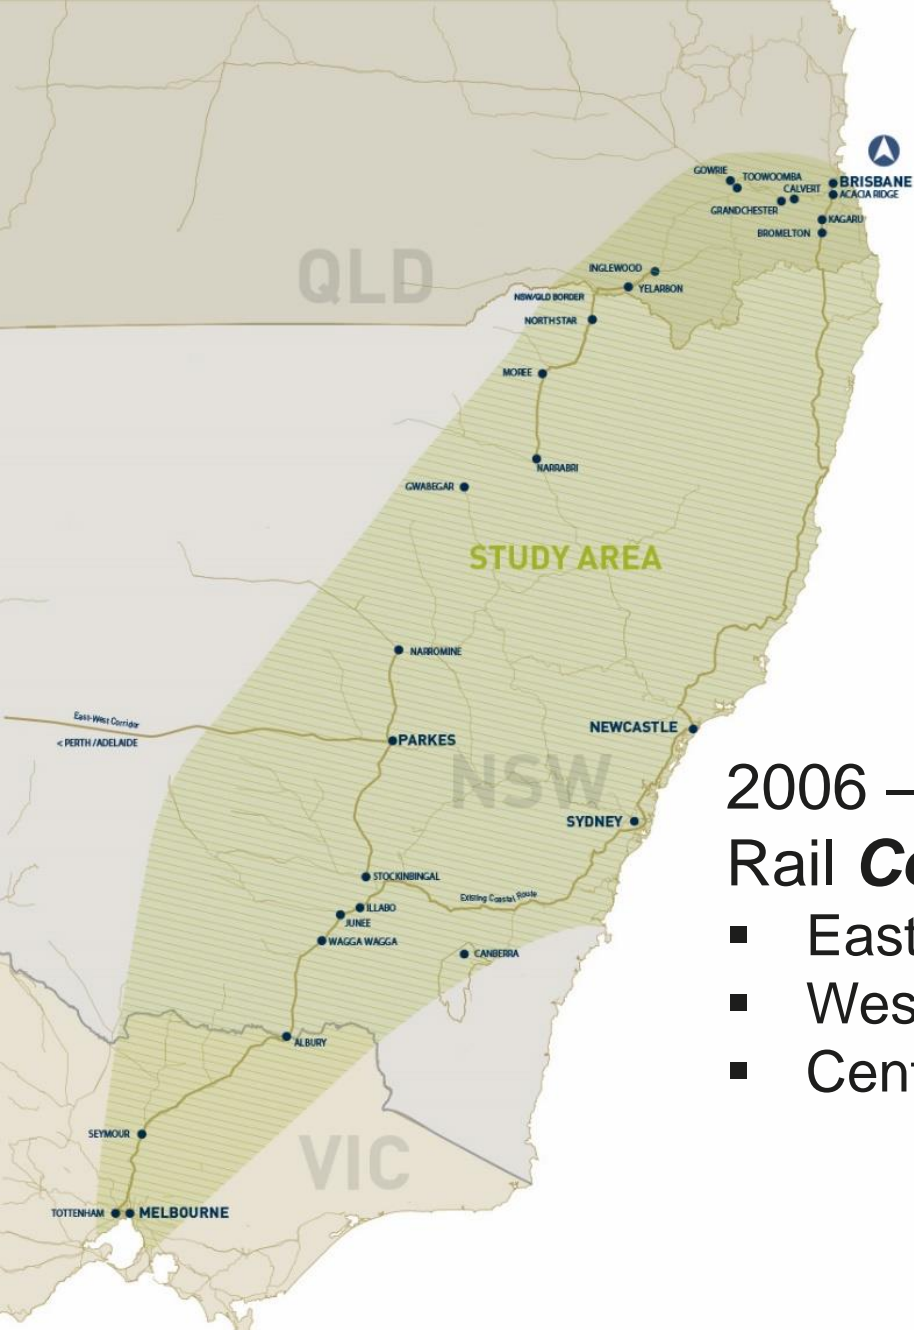 GOWRIE
TOOWOOMBA
BRISBANE
CALVERT
ACACIA RIDGE
GRANDCHESTER
KAGARU
BROMELTON
QLD
INGLEWOOD
YELARBON
NSW/QLD BORDER
NORTH STAR
MOREE
NARRABRI
GWABEGAR
STUDY AREA
NARROMINE
East-West Corridor
< PERTH /ADELAIDE
PARKES
NEWCASTLE
NSW
SYDNEY
STOCKINBINGAL
Existing Coastal Route
ILLABO
JUNEE
WAGGA WAGGA
CANBERRA
ALBURY
SEYMOUR
VIC
TOTTENHAM
MELBOURNE
2006 –
Rail
▪ East
▪ Wes
▪ Cent